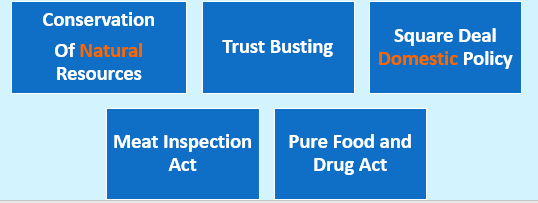 Conservation
Of Natural
Resources
Trust Busting
Square Deal
Domestic Policy
Meat Inspection
Act
Pure Food and
Drug Act